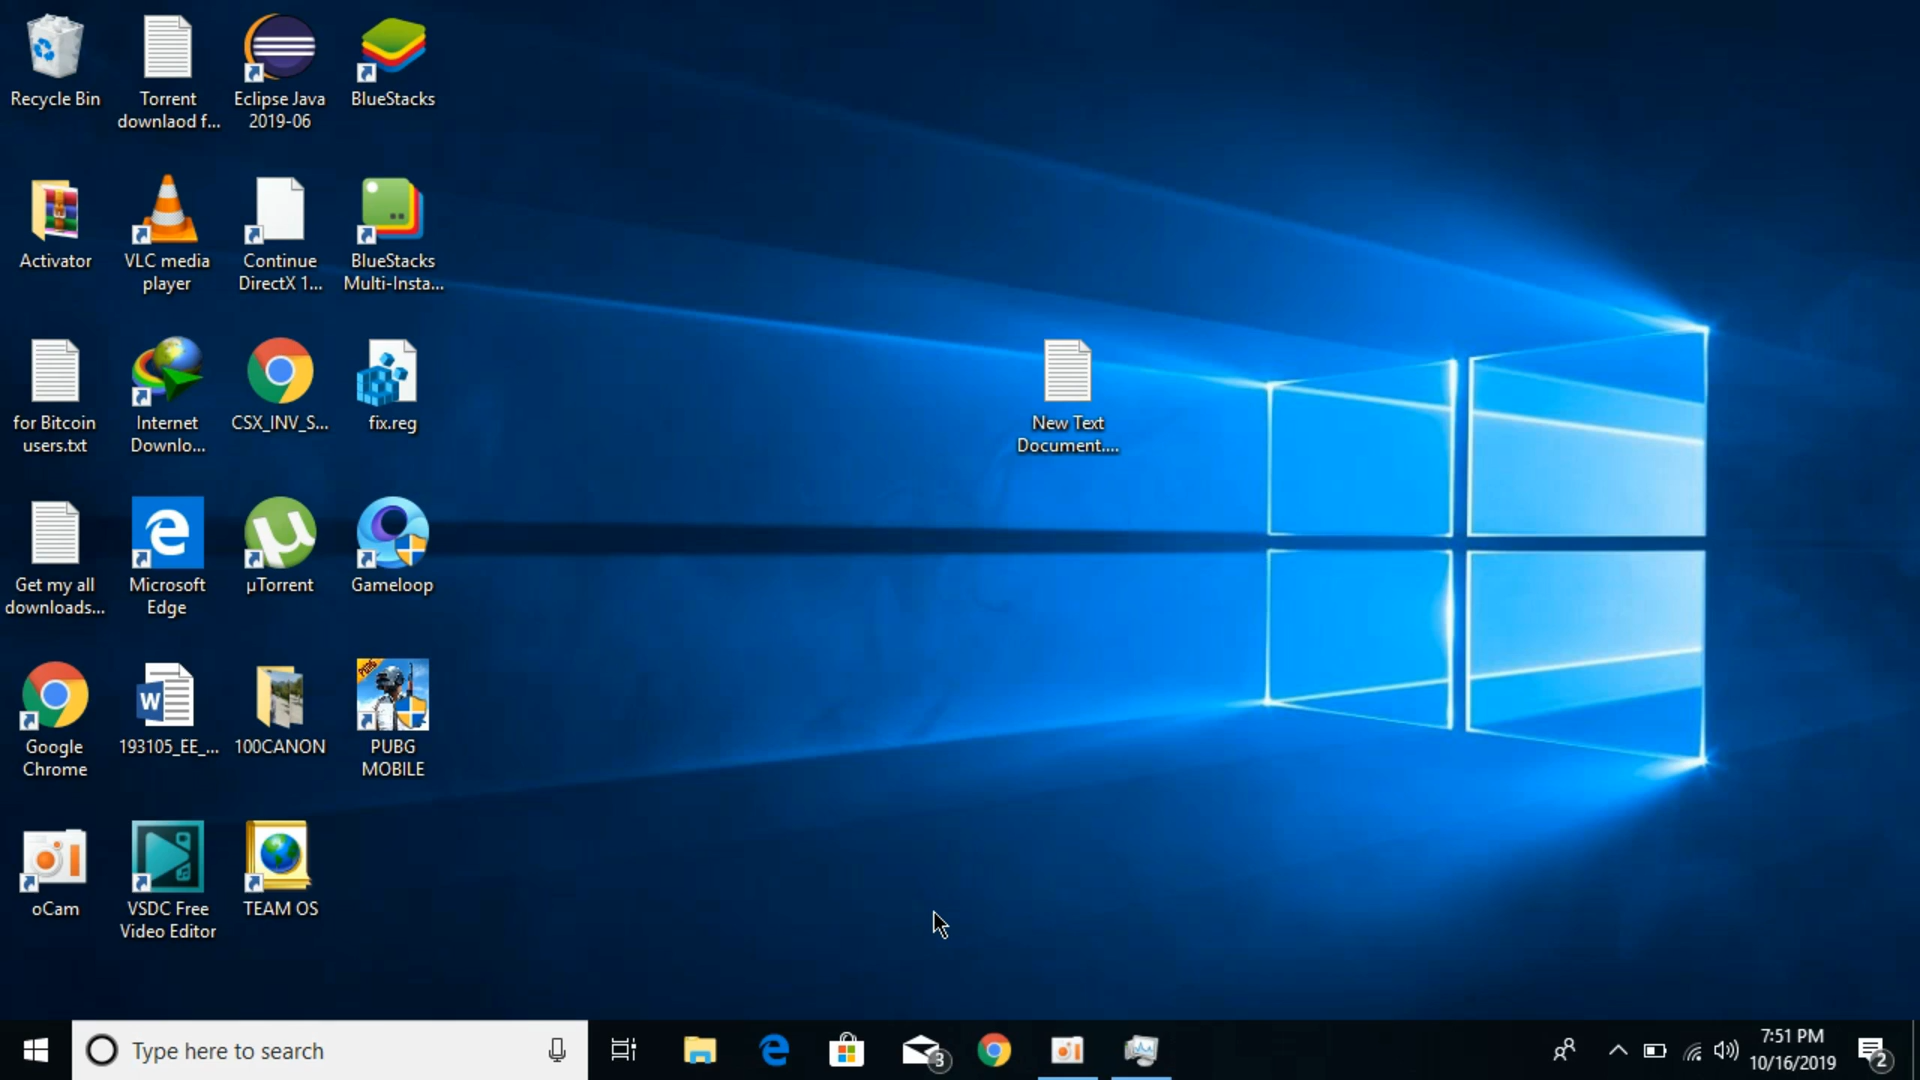 Recycle Bin
Torrent
downlaod f...
Eclipse Java
2019-06
BlueStacks
Activator
VLC media
player
Continue
DirectX 1...
BlueStacks
Multi-Insta...
for Bitcoin
users.txt
Internet
Downlo...
CSX_INV_S...
fix.reg
New Text
Document....
Get my all
downloads...
Microsoft
Edge
µTorrent
Gameloop
Google
Chrome
193105_EE_...
100CANON
PUBG
PUBG
MOBILE
oCam
VSDC Free
Video Editor
TEAM OS
Type here to search
3
7:51 PM
10/16/2019
2